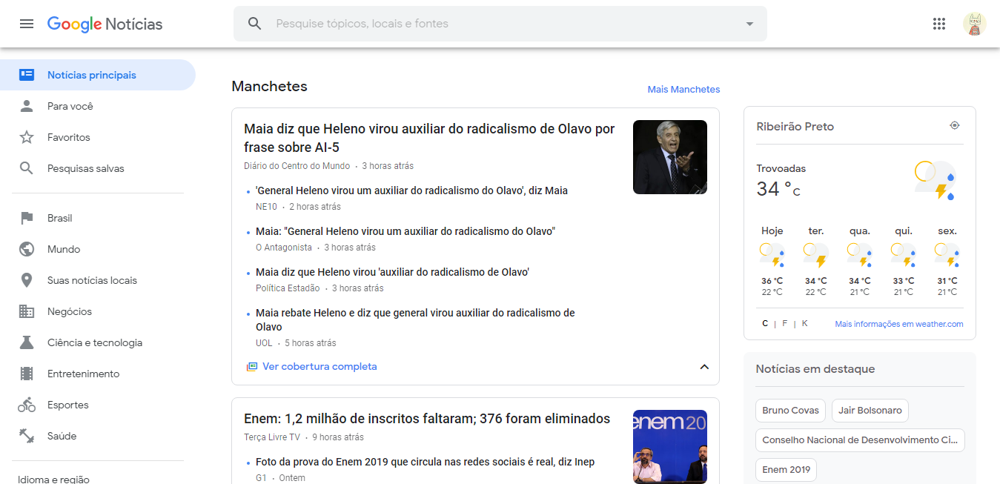 Google Notícias
Pesquise tópicos, locais e fontes
Notícias principais
Para você
Favoritos
Pesquisas salvas
Brasil
Mundo
Suas notícias locais
Negócios
Ciência e tecnologia
Entretenimento
Esportes
Saúde
Idioma e região
Manchetes
Mais Manchetes
Maia diz que Heleno virou auxiliar do radicalismo de Olavo por
frase sobre AI-5
Diário do Centro do Mundo · 3 horas atrás
'General Heleno virou um auxiliar do radicalismo do Olavo', diz Maia
NE10 · 2 horas atrás
Maia: "General Heleno virou um auxiliar do radicalismo do Olavo"
O Antagonista · 3 horas atrás
Maia diz que Heleno virou 'auxiliar do radicalismo de Olavo'
Política Estadão · 3 horas atrás
Maia rebate Heleno e diz que general virou auxiliar do radicalismo de
Olavo
UOL · 5 horas atrás
Ver cobertura completa
Enem: 1,2 milhão de inscritos faltaram; 376 foram eliminados
Terça Livre TV · 9 horas atrás
enem 20
Foto da prova do Enem 2019 que circula nas redes sociais é real, diz Inep
G1 · Ontem
Ribeirão Preto
Trovoadas
34 °C
Hoje ter. qua. qui. sex.
36 °C 34 °C 34 °C 33 °C 31 °C
22 °C 22 °C 21 °C 21 °C 21 °C
C | F | K Mais informações em weather.com
Notícias em destaque
Bruno Covas Jair Bolsonaro
Conselho Nacional de Desenvolvimento Ci...
Enem 2019